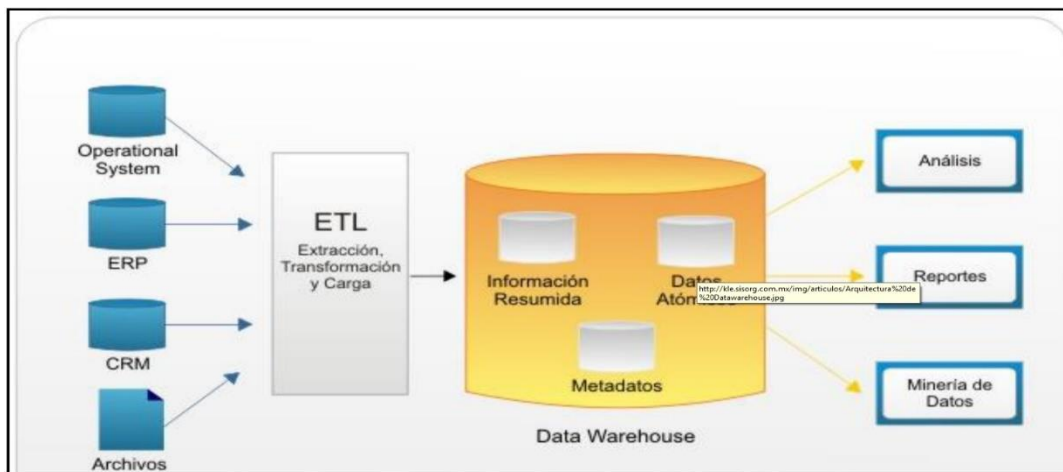 Operational
System
ERP
CRM
Archivos
ETL
Extracción,
Transformación
y Carga
Información
Resumida
Datos
http://kle.sisorg.com.mx/img/articulos/Arquitectura%20de
%20Datawarehouse.jpg
Metadatos
Data Warehouse
Análisis
Reportes
Minería de
Datos